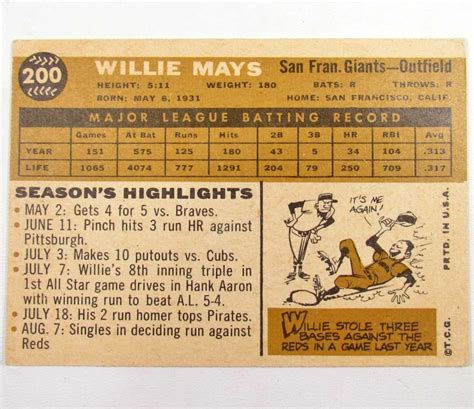 200
WILLIE MAYS
San Fran. Giants—Outfield
HEIGHT: 5:11 WEIGHT: 180 BATS: R THROWS: R
BORN: MAY 6, 1931 HOME: SAN FRANCISCO, CALIF.
MAJOR LEAGUE BATTING RECORD
Games At Bat Runs Hits 2B 3B HR RBI Avg.
YEAR 151 575 125 180 43 5 34 104 .313
LIFE 1065 4074 777 1291 204 79 250 709 .317
SEASON'S HIGHLIGHTS
• MAY 2: Gets 4 for 5 vs. Braves.
• JUNE 11: Pinch hits 3 run HR against
Pittsburgh.
• JULY 3: Makes 10 putouts vs. Cubs.
• JULY 7: Willie's 8th inning triple in
1st All Star game drives in Hank Aaron
with winning run to beat A.L. 5-4.
• JULY 18: His 2 run homer tops Pirates.
• AUG. 7: Singles in deciding run against
Reds
IT'S ME
AGAIN!
WILLIE STOLE THREE
BASES AGAINST THE
REDS IN A GAME LAST YEAR
©T.C.G. PRTD. IN U.S.A.